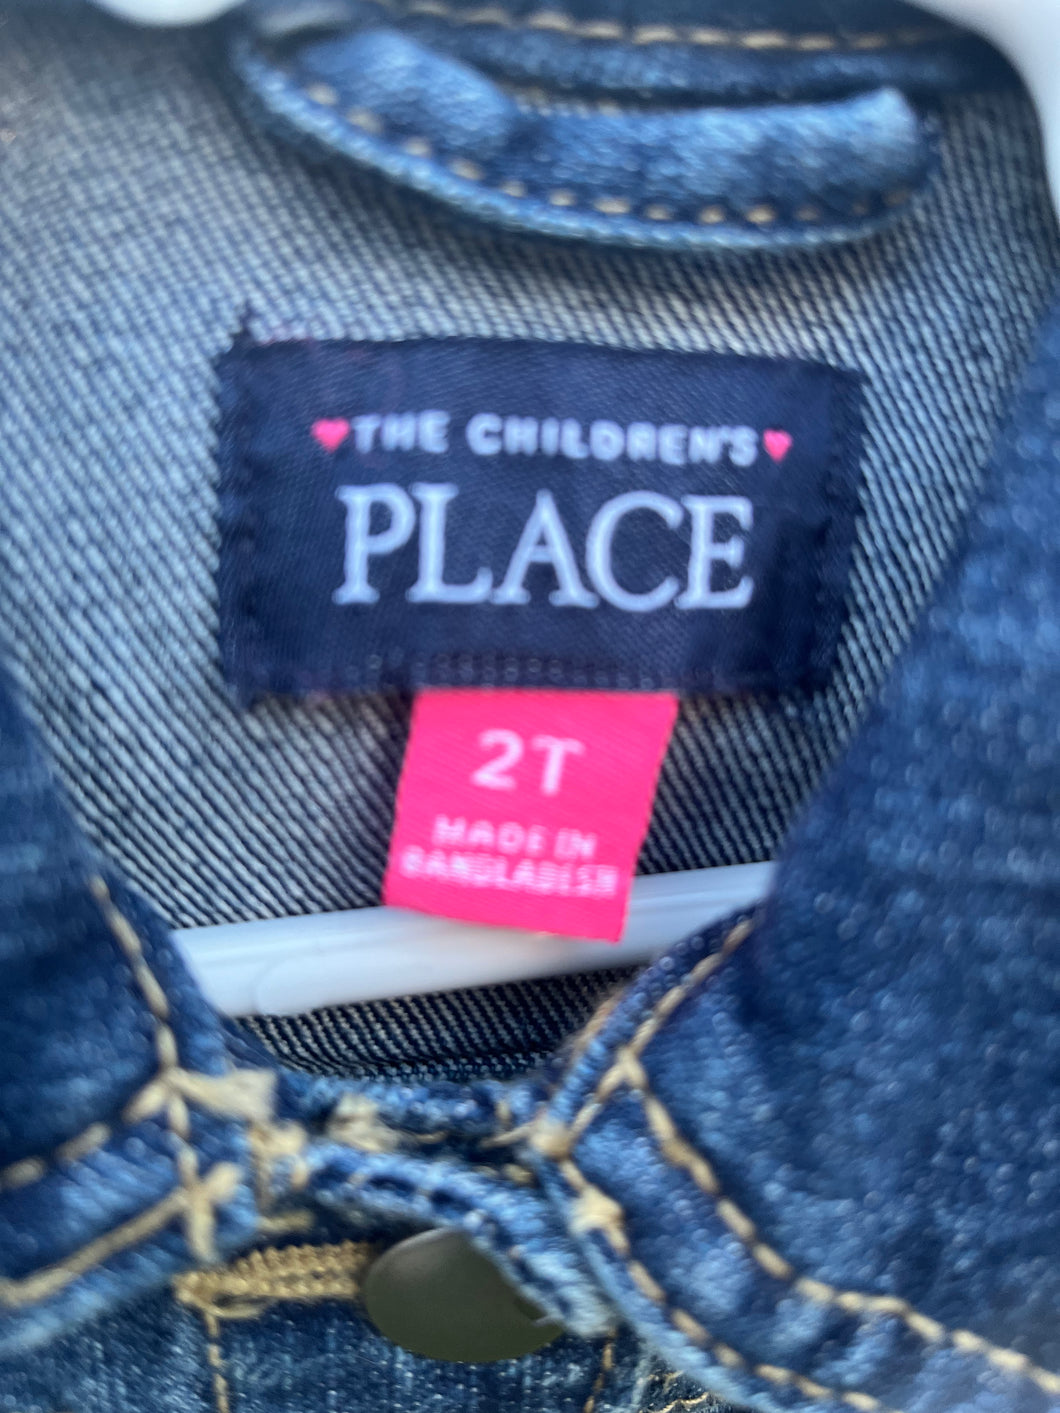 THE CHILDREN'S
PLACE
2T
MADE IN
BANGLADESH